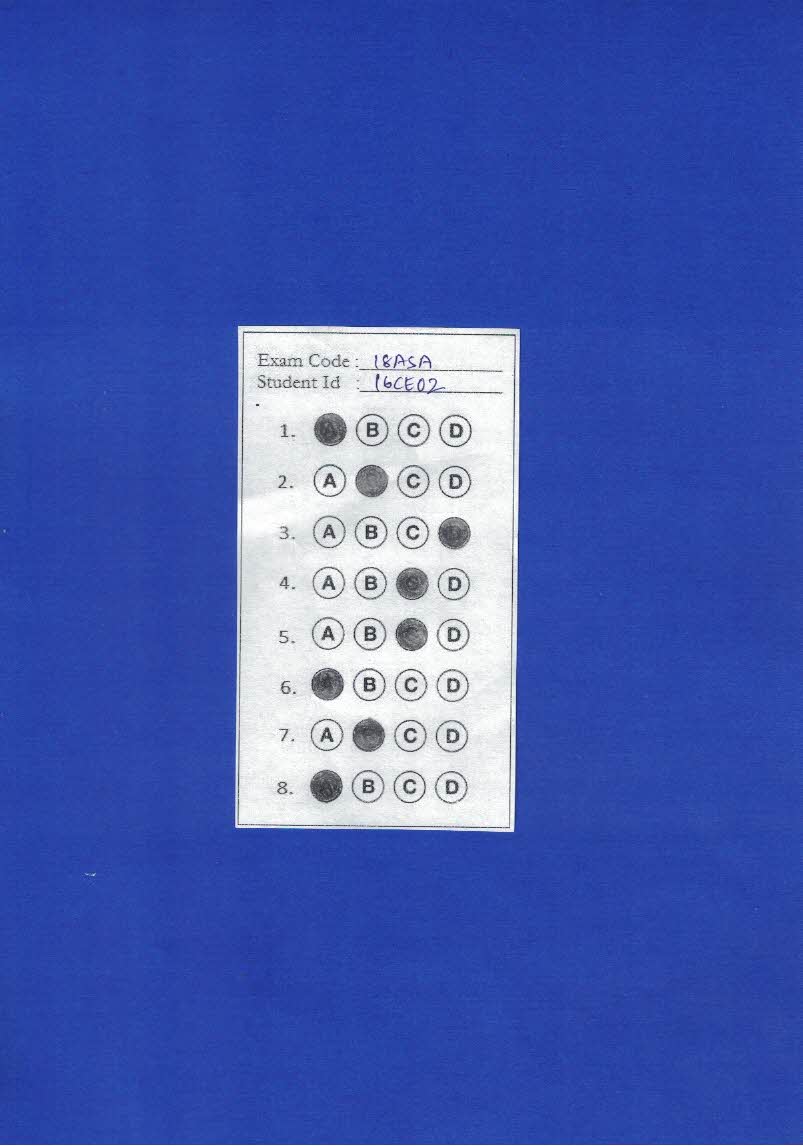 Exam Code : 18ASA
Student Id : 16CE02
1. A B C D
2. A C D
3. A B C D
4. A B C D
5. A B C D
6. A B C D
7. A C D
8. A B C D